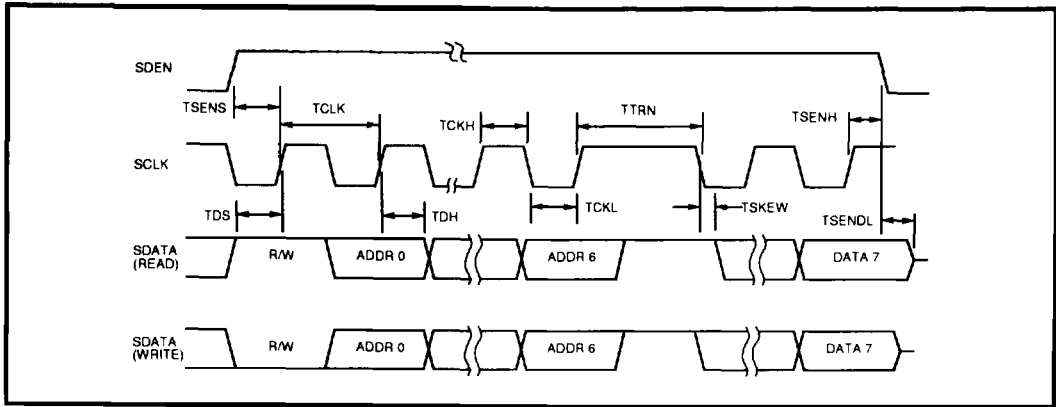 SDEN
TSENS
TCLK
TCKH
TTRN
TSENH
SCLK
TDS
TDH
TCKL
TSKEW
TSENDL
SDATA
(READ)
R/W
ADDR 0
ADDR 6
DATA 7
SDATA
(WRITE)
R/W
ADDR 0
ADDR 6
DATA 7